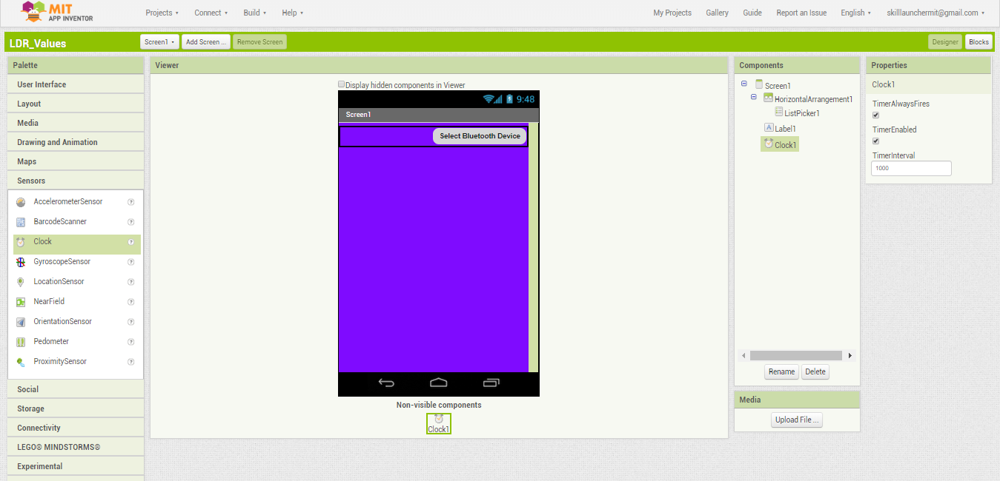 MIT
APP INVENTOR
Projects Connect Build Help
My Projects Gallery Guide Report an Issue English skilllaunchermit@gmail.com
LDR_Values
Screen1 Add Screen ... Remove Screen
Designer Blocks
Palette
User Interface
Layout
Media
Drawing and Animation
Maps
Sensors
AccelerometerSensor ?
BarcodeScanner ?
Clock ?
GyroscopeSensor ?
LocationSensor ?
NearField ?
OrientationSensor ?
Pedometer ?
ProximitySensor ?
Social
Storage
Connectivity
LEGO® MINDSTORMS®
Experimental
Viewer
Display hidden components in Viewer
9:48
Screen1
Select Bluetooth Device
Non-visible components
Clock1
Components
Screen1
HorizontalArrangement1
ListPicker1
A Label1
Clock1
Rename Delete
Media
Upload File ...
Properties
Clock1
TimerAlwaysFires
TimerEnabled
TimerInterval
1000